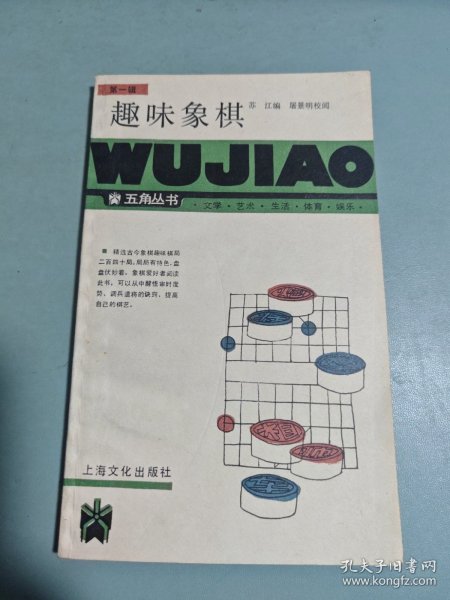 第一辑
趣味象棋
苏 江编 屠景明校阅
WUJIAO
五角丛书
·文学·艺术·生活·体育·娱乐·
■ 精选古今象棋趣味棋局
二百四十局。局局有特色，盘
盘伏妙着。象棋爱好者阅读
此书，可以从中醒悟审时度
势、调兵遣将的诀窍，提高
自己的棋艺。
上海文化出版社
孔夫子旧书网
www.kongfz.com